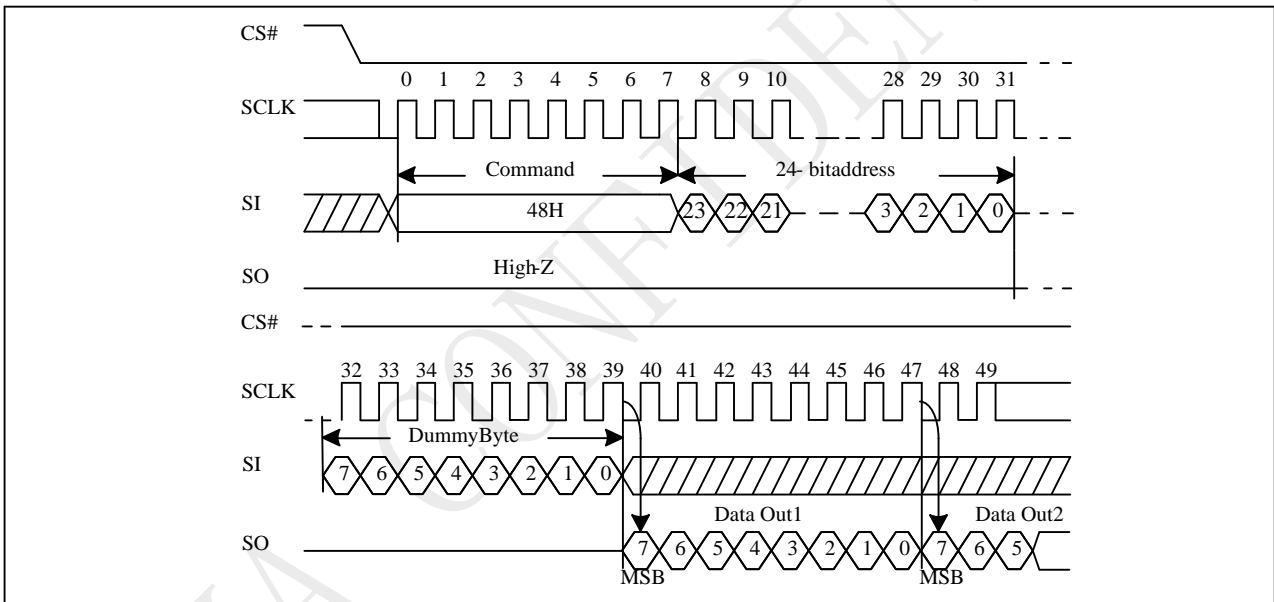 CS#
0 1 2 3 4 5 6 7 8 9 10 28 29 30 31
SCLK
Command 24- bitaddress
SI 48H 23 22 21 3 2 1 0
High-Z
SO
CS#
32 33 34 35 36 37 38 39 40 41 42 43 44 45 46 47 48 49
SCLK
DummyByte
SI 7 6 5 4 3 2 1 0
Data Out1 Data Out2
SO 7 6 5 4 3 2 1 0 7 6 5
MSB MSB